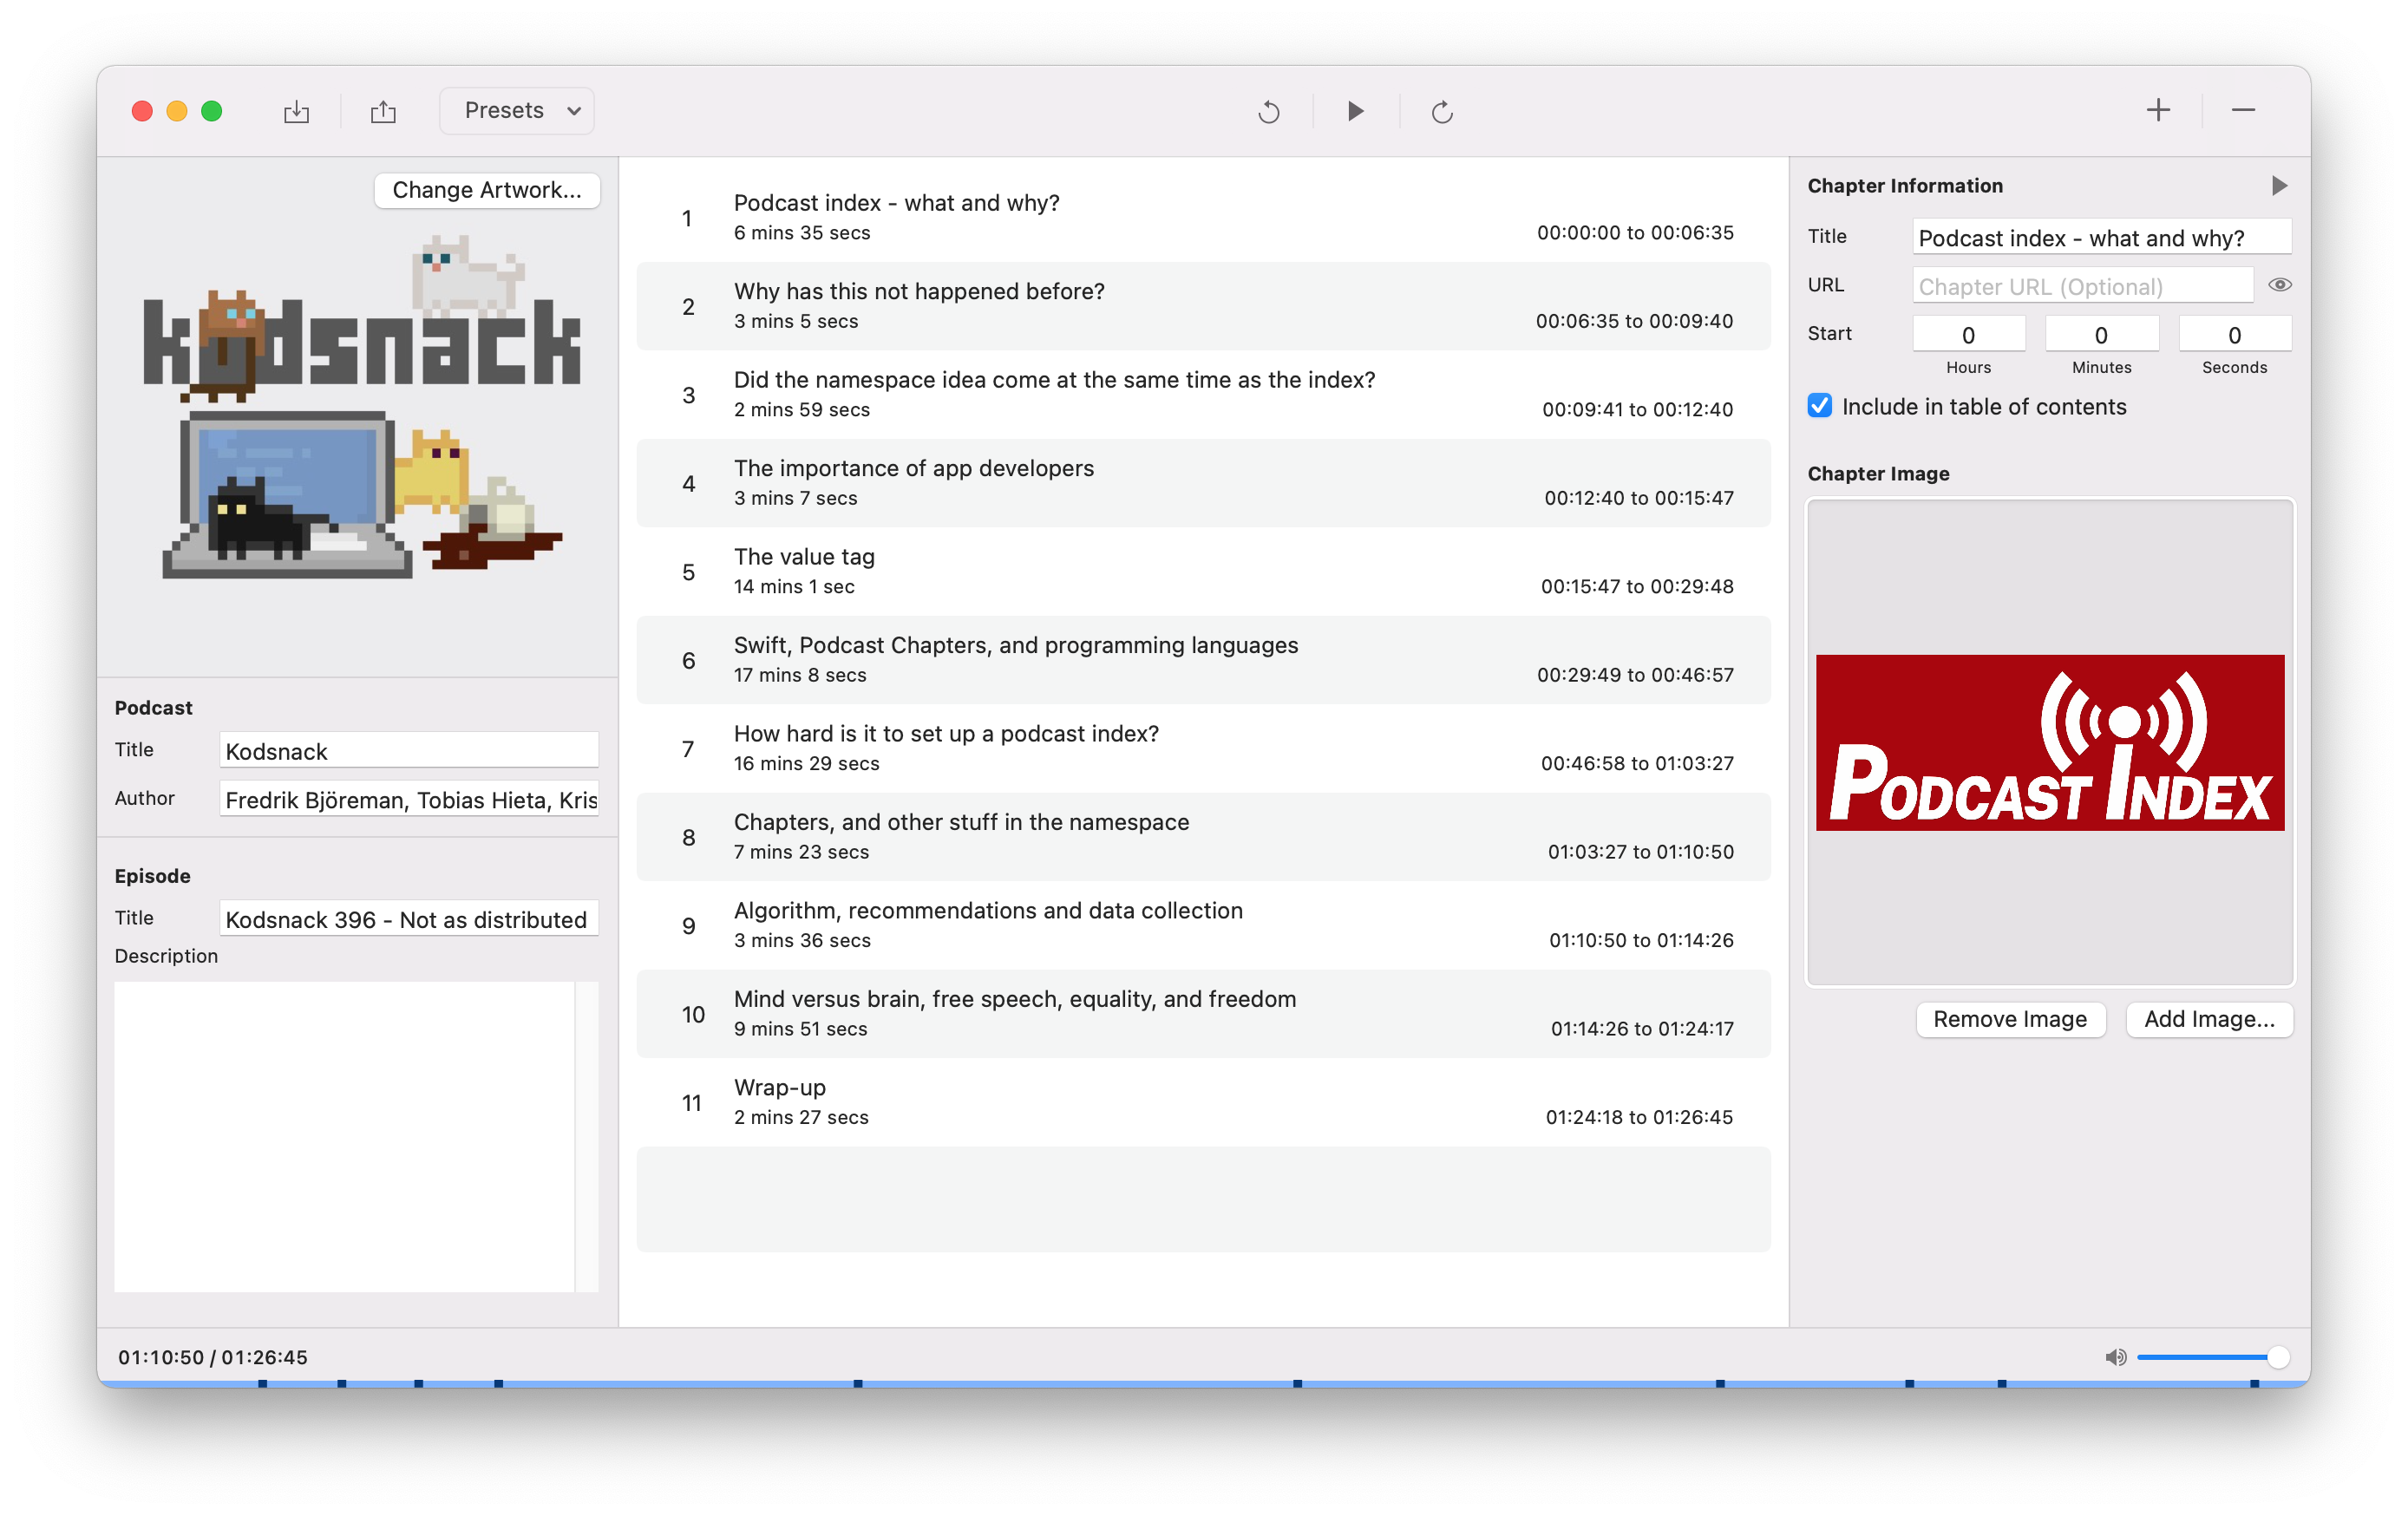 Presets
Change Artwork...
kodsnack
Podcast
Title
Kodsnack
Author
Fredrik Björeman, Tobias Hieta, Kris
Episode
Title
Kodsnack 396 - Not as distributed
Description
1
Podcast index - what and why?
6 mins 35 secs
00:00:00 to 00:06:35
2
Why has this not happened before?
3 mins 5 secs
00:06:35 to 00:09:40
3
Did the namespace idea come at the same time as the index?
2 mins 59 secs
00:09:41 to 00:12:40
4
The importance of app developers
3 mins 7 secs
00:12:40 to 00:15:47
5
The value tag
14 mins 1 sec
00:15:47 to 00:29:48
6
Swift, Podcast Chapters, and programming languages
17 mins 8 secs
00:29:49 to 00:46:57
7
How hard is it to set up a podcast index?
16 mins 29 secs
00:46:58 to 01:03:27
8
Chapters, and other stuff in the namespace
7 mins 23 secs
01:03:27 to 01:10:50
9
Algorithm, recommendations and data collection
3 mins 36 secs
01:10:50 to 01:14:26
10
Mind versus brain, free speech, equality, and freedom
9 mins 51 secs
01:14:26 to 01:24:17
11
Wrap-up
2 mins 27 secs
01:24:18 to 01:26:45
Chapter Information
Title
Podcast index - what and why?
URL
Chapter URL (Optional)
Start
0
0
0
Hours
Minutes
Seconds
Include in table of contents
Chapter Image
PODCAST INDEX
Remove Image
Add Image...
01:10:50 / 01:26:45